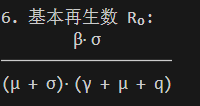 6. 基本再生数 R₀:
β· σ
(μ + σ)· (γ + μ + q)